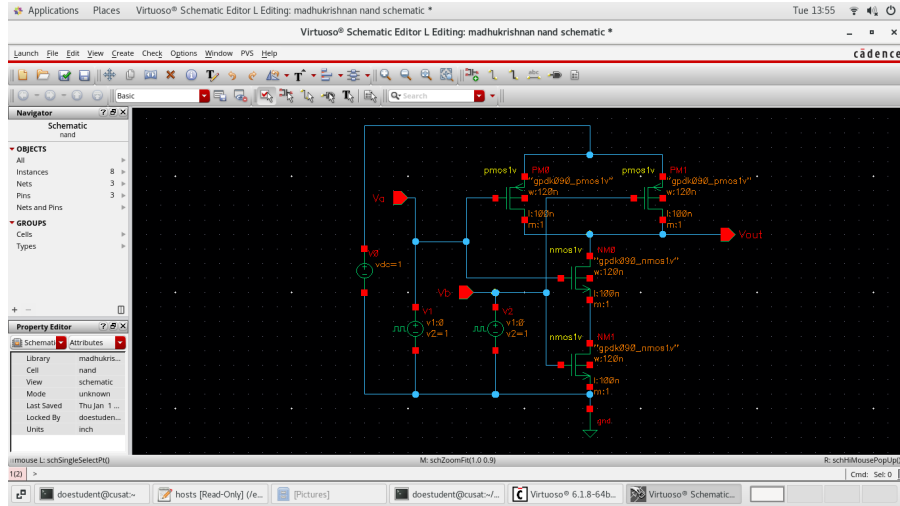 Applications Places Virtuoso® Schematic Editor L Editing: madhukrishnan nand schematic * Tue 13:55
Virtuoso® Schematic Editor L Editing: madhukrishnan nand schematic *
Launch File Edit View Create Check Options Window PVS Help cādence
Basic Search
Navigator
Schematic
nand
OBJECTS
All
Instances 8
Nets 3
Pins 3
Nets and Pins
GROUPS
Cells
Types
Property Editor
Schemati Attributes
Library madhukris...
Cell nand
View schematic
Mode unknown
Last Saved Thu Jan 1 ...
Locked By doestuden...
Units inch
pmos1v PM0
"gpdk090_pmos1v"
w:120n
l:100n
m:1
pmos1v PM1
"gpdk090_pmos1v"
w:120n
l:100n
m:1
Va
Vout
V0
vdc=1
nmos1v NM0
"gpdk090_nmos1v"
w:120n
l:100n
m:1
Vb
V1
v1:0
v2=1
V2
v1:0
v2=1
nmos1v NM1
"gpdk090_nmos1v"
w:120n
l:100n
m:1
gnd
mouse L: schSingleSelectPt() M: schZoomFit(1.0 0.9) R: schHiMousePopUp()
1(2) > Cmd: Sel: 0
doestudent@cusat:~ hosts [Read-Only] (/e... [Pictures] doestudent@cusat:~/... Virtuoso® 6.1.8-64b... Virtuoso® Schematic...